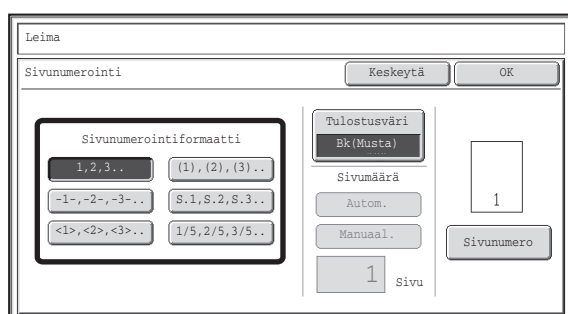 Leima
Sivunumerointi
Keskeytä
OK
Sivunumerointiformaatti
1,2,3..
(1),(2),(3)..
-1-,-2-,-3-..
S.1,S.2,S.3..
<1>,<2>,<3>..
1/5,2/5,3/5..
Tulostusväri
Bk(Musta)
Sivumäärä
Autom.
Manuaal.
1 Sivu
1
Sivunumero